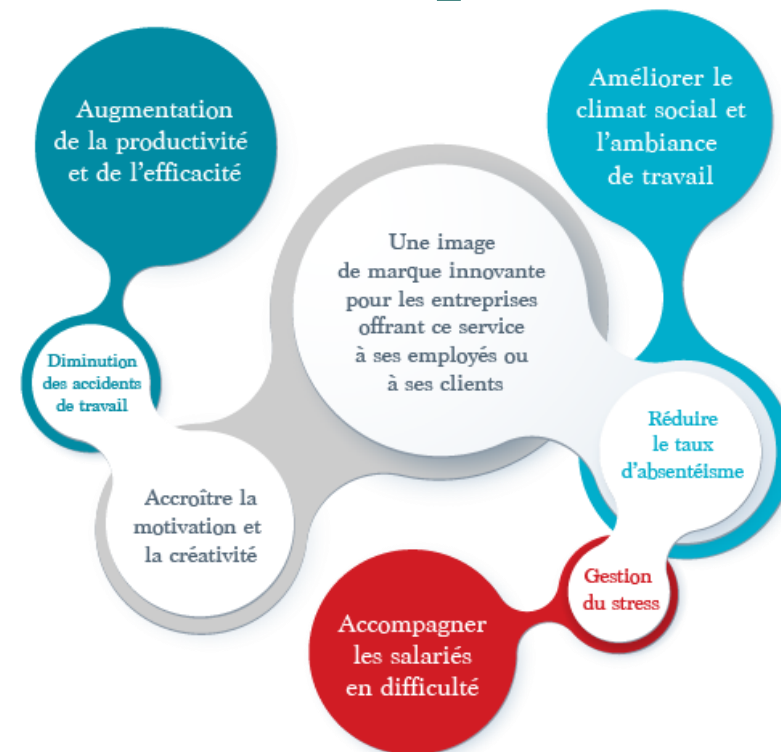 Augmentation
de la productivité
et de l'efficacité
Améliorer le
climat social et
l'ambiance
de travail
Une image
de marque innovante
pour les entreprises
offrant ce service
à ses employés ou
à ses clients
Diminution
des accidents
de travail
Réduire
le taux
d'absentéisme
Accroître la
motivation et
la créativité
Gestion
du stress
Accompagner
les salariés
en difficulté